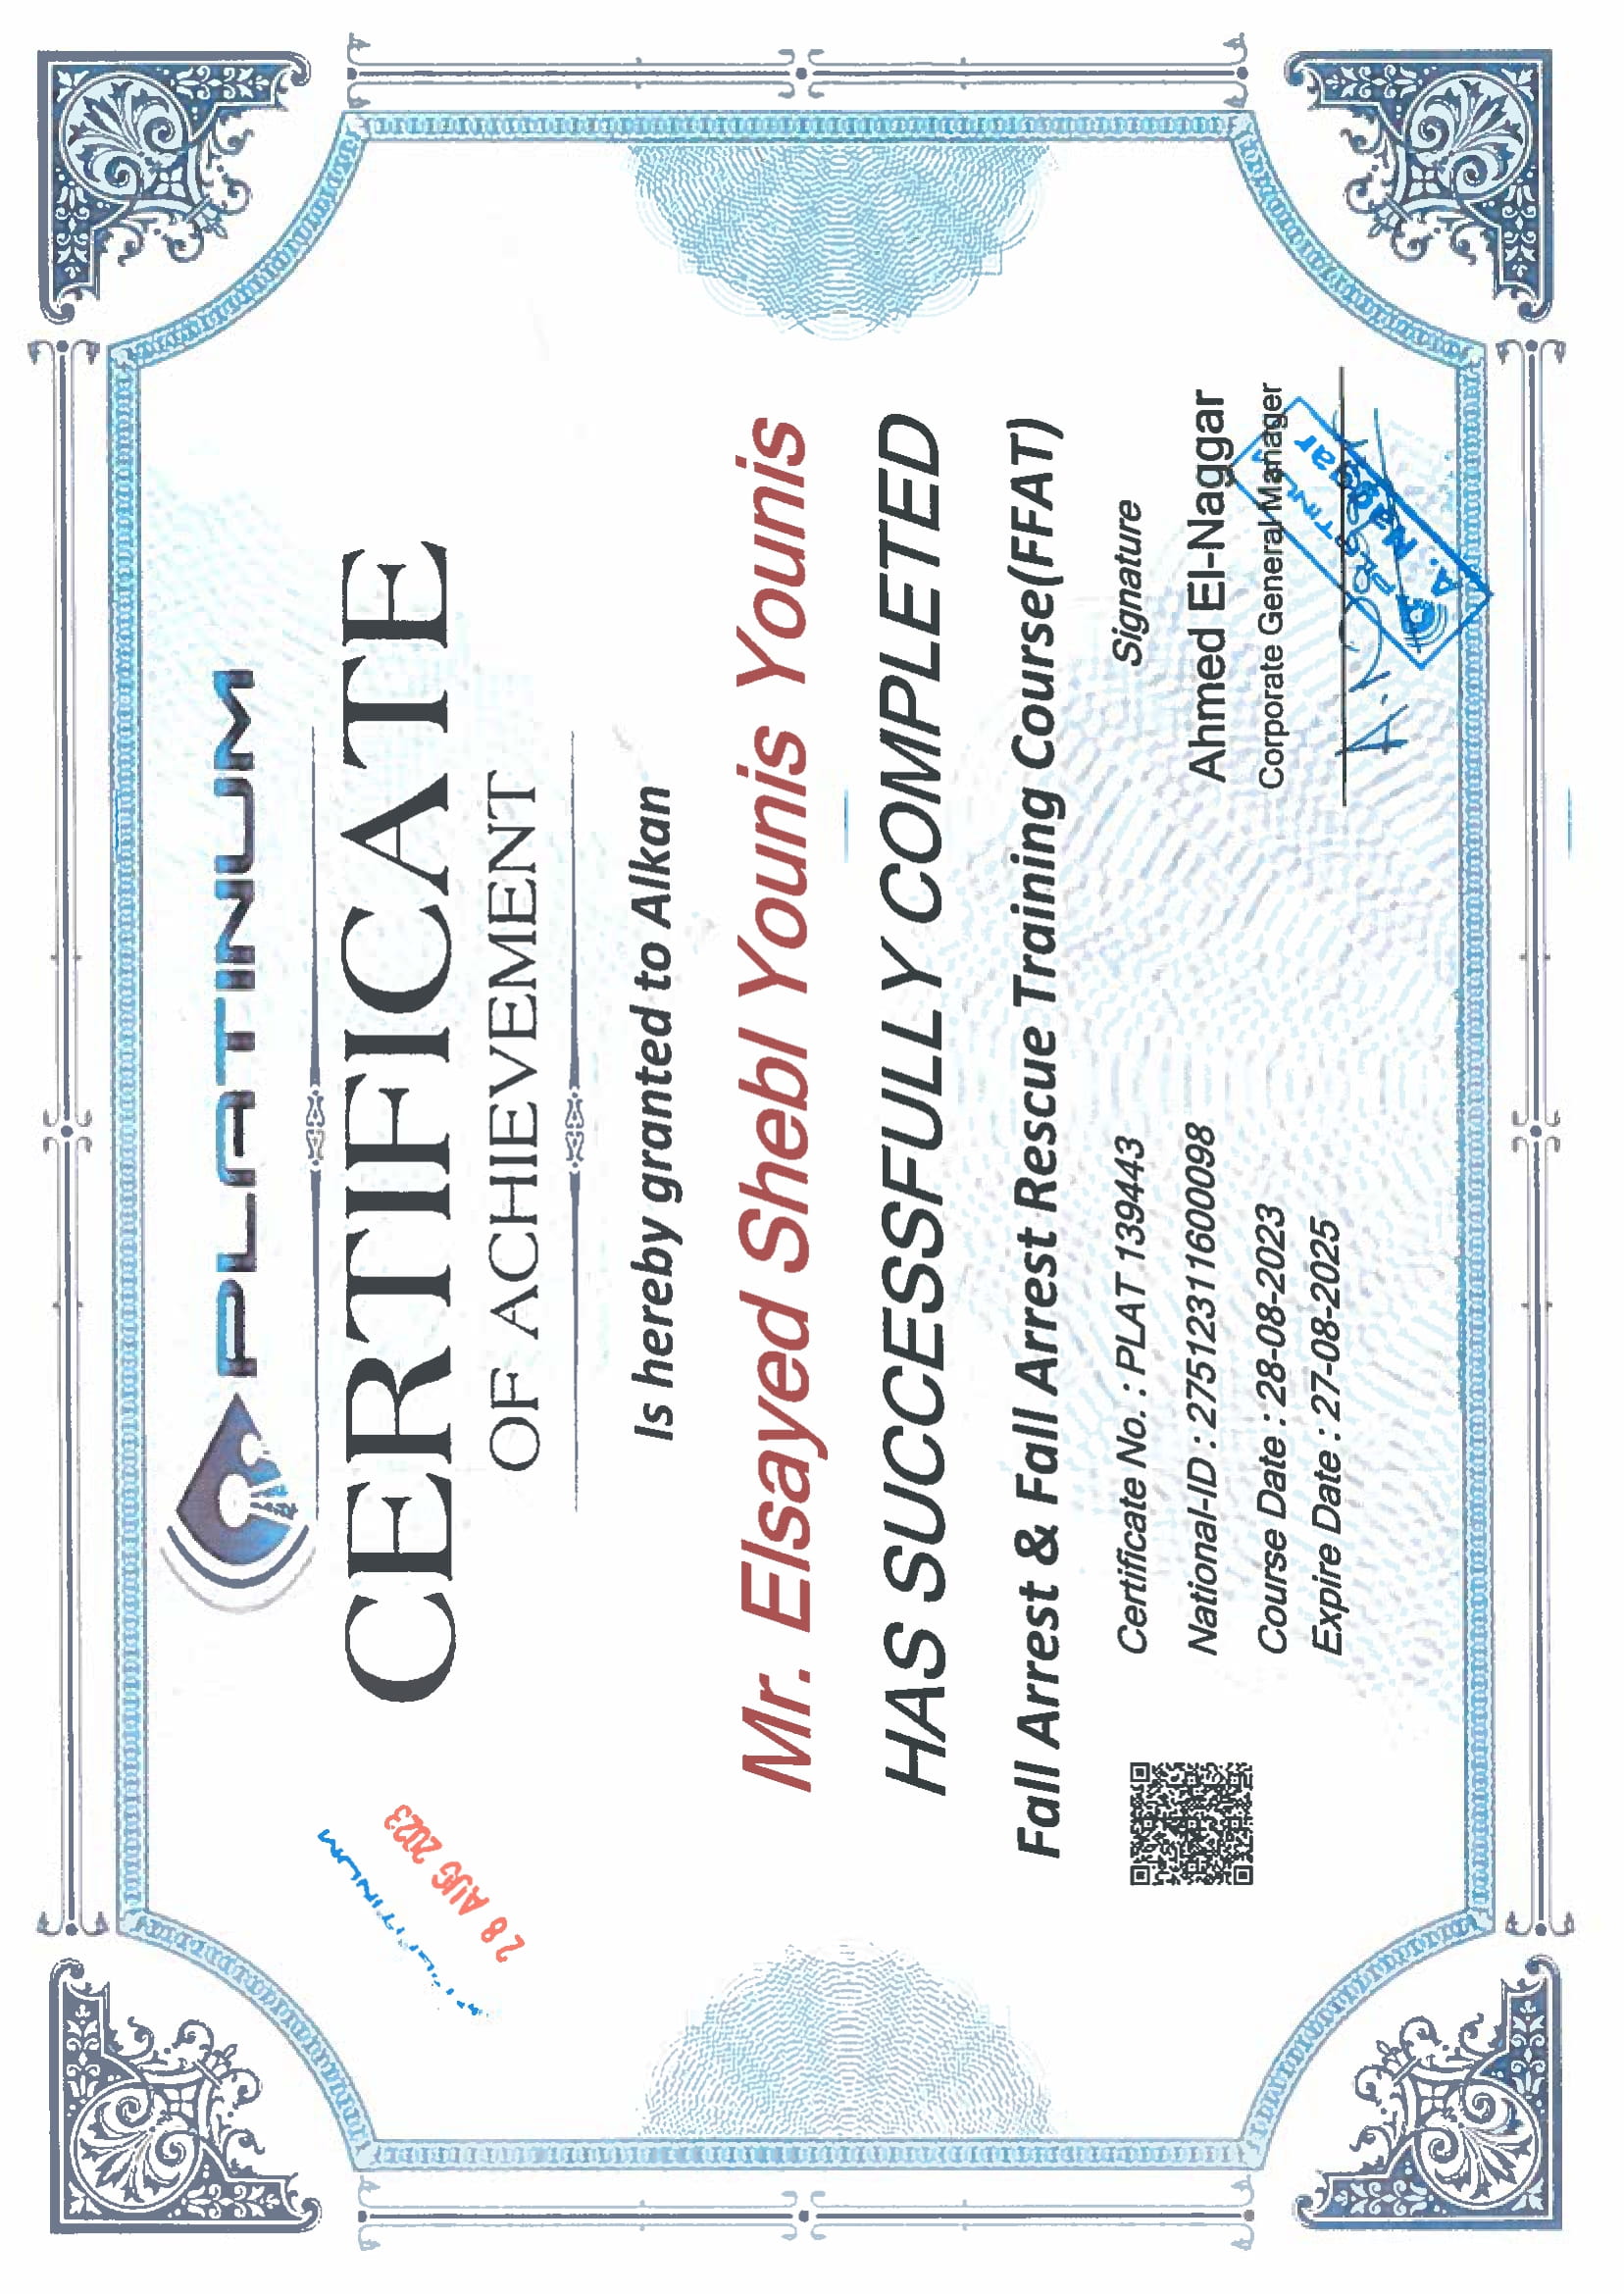 PLATINUM
CERTIFICATE
OF ACHIEVEMENT
PLATINUM
28 AUG 2023
Is hereby granted to Alkan
Mr. Elsayed Shebl Younis Younis
HAS SUCCESSFULLY COMPLETED
Fall Arrest & Fall Arrest Rescue Training Course(FFAT)
Certificate No. : PLAT 139443
National-ID : 27512311600098
Course Date : 28-08-2023
Expire Date : 27-08-2025
Signature
Ahmed El-Naggar
Corporate General Manager
PLATINUM
A. Naggar